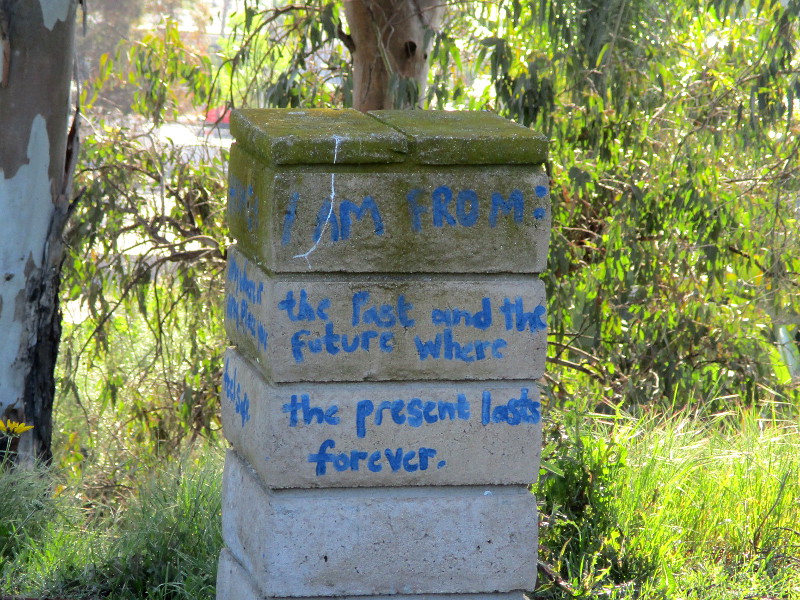 I AM FROM:
the Past and the
future where
the present lasts
forever.